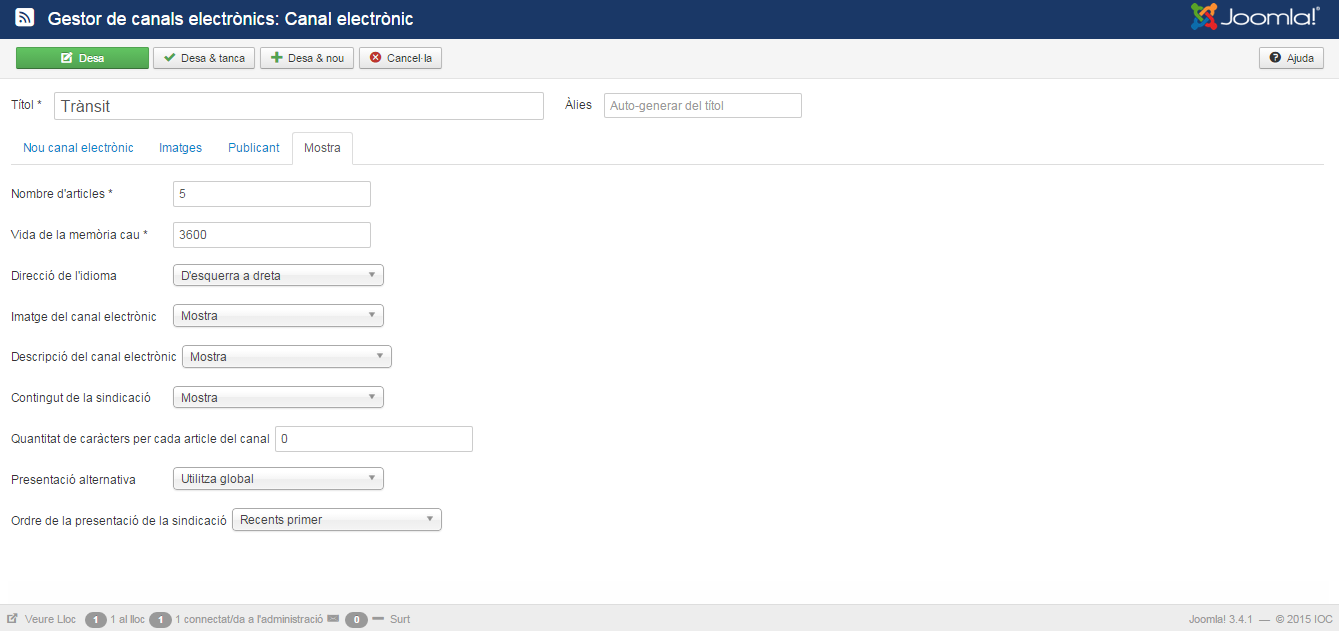 Gestor de canals electrònics: Canal electrònic Joomla!®
Desa Desa & tanca Desa & nou Cancel·la Ajuda
Títol * Trànsit Àlies Auto-generar del títol
Nou canal electrònic Imatges Publicant Mostra
Nombre d'articles * 5
Vida de la memòria cau * 3600
Direcció de l'idioma D'esquerra a dreta
Imatge del canal electrònic Mostra
Descripció del canal electrònic Mostra
Contingut de la sindicació Mostra
Quantitat de caràcters per cada article del canal 0
Presentació alternativa Utilitza global
Ordre de la presentació de la sindicació Recents primer
Veure Lloc 1 1 al lloc 1 1 connectat/da a l'administració 0 Surt Joomla! 3.4.1 — © 2015 IOC